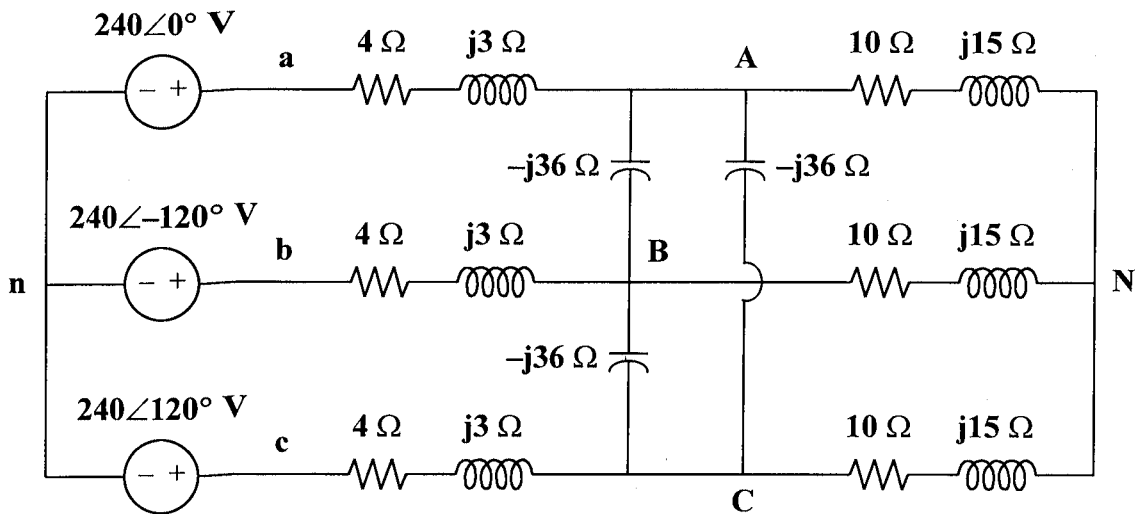 240∠0° V
a
4 Ω
j3 Ω
A
10 Ω
j15 Ω
–j36 Ω
–j36 Ω
240∠–120° V
b
4 Ω
j3 Ω
B
10 Ω
j15 Ω
n
N
–j36 Ω
240∠120° V
c
4 Ω
j3 Ω
10 Ω
j15 Ω
C